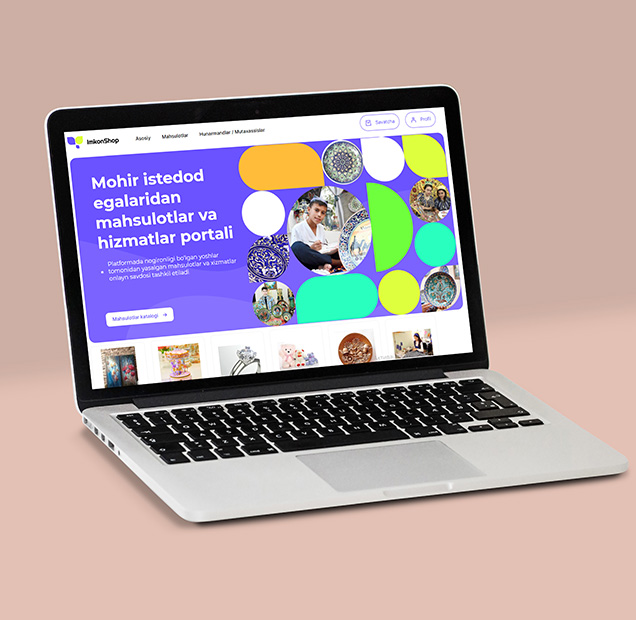 ImkonShop
Asosiy
Mahsulotlar
Hunarmandlar / Mutaxassislar
Savatcha
Profil
Mohir istedod
egalaridan
mahsulotlar va
hizmatlar portali
Platformada nogironligi bo'lgan yoshlar
tomonidan yasalgan mahsulotlar va xizmatlar
onlayn savdosi tashkil etiladi
Mahsulotlar katalogi